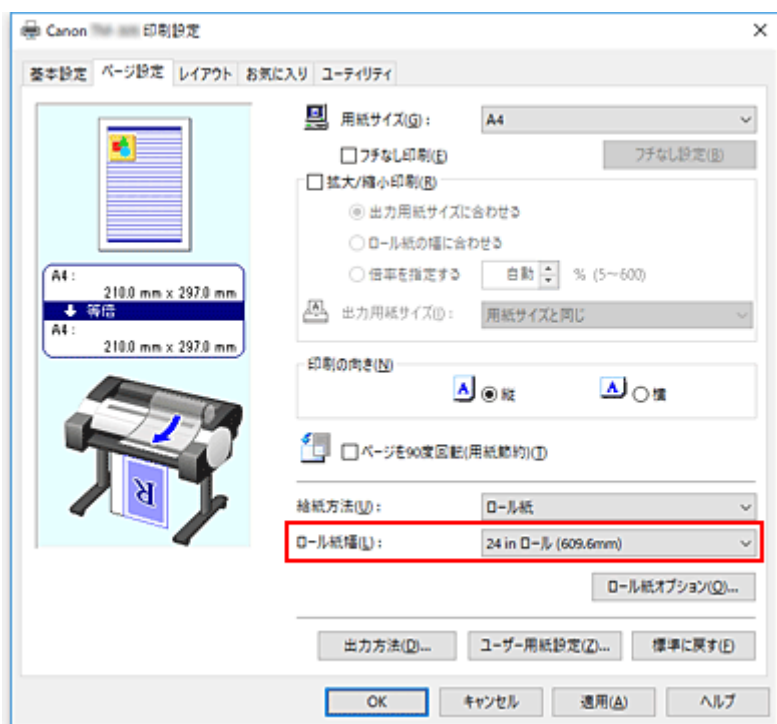 Canon 印刷設定
基本設定 ページ設定 レイアウト お気に入り ユーティリティ
用紙サイズ(G): A4
フチなし印刷(E) フチなし設定(B)
拡大/縮小印刷(R)
出力用紙サイズに合わせる
ロール紙の幅に合わせる
倍率を指定する 自動 % (5～600)
出力用紙サイズ(I): 用紙サイズと同じ
A4:
210.0 mm x 297.0 mm
等倍
A4:
210.0 mm x 297.0 mm
印刷の向き(N)
A 縦 A 横
ページを90度回転(用紙節約)(T)
R
給紙方法(U): ロール紙
ロール紙幅(L): 24 in ロール (609.6mm)
ロール紙オプション(O)...
出力方法(D)... ユーザー用紙設定(Z)... 標準に戻す(F)
OK キャンセル 適用(A) ヘルプ